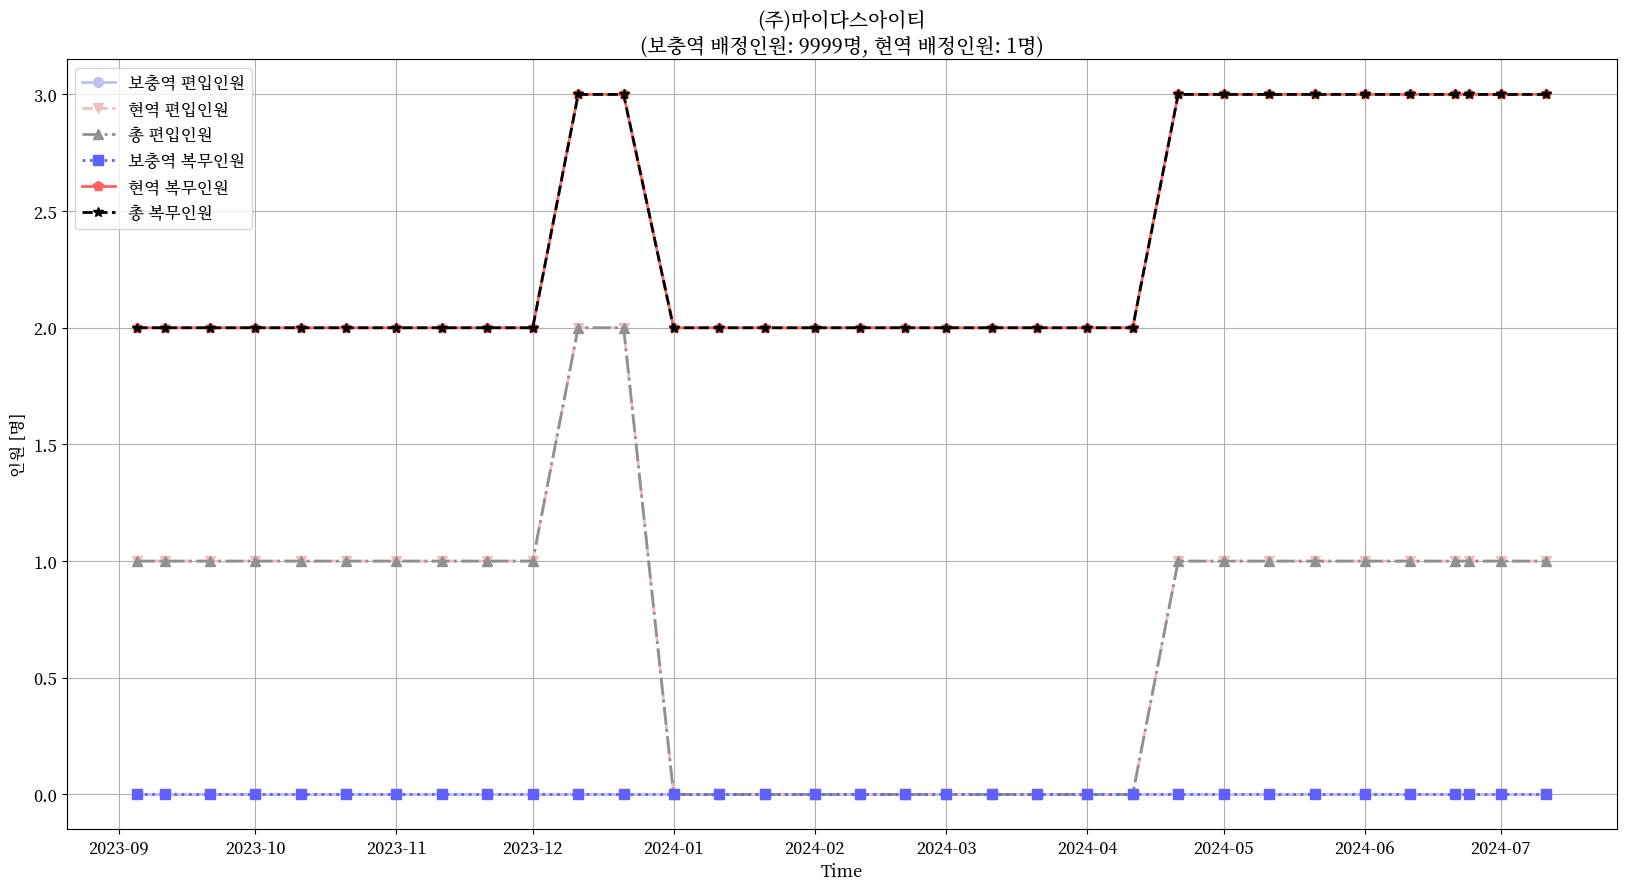 (주)마이다스아이티
(보충역 배정인원: 9999명, 현역 배정인원: 1명)
보충역 편입인원
현역 편입인원
총 편입인원
보충역 복무인원
현역 복무인원
총 복무인원
3.0
2.5
2.0
1.5
1.0
0.5
0.0
인원 [명]
2023-09
2023-10
2023-11
2023-12
2024-01
2024-02
2024-03
2024-04
2024-05
2024-06
2024-07
Time